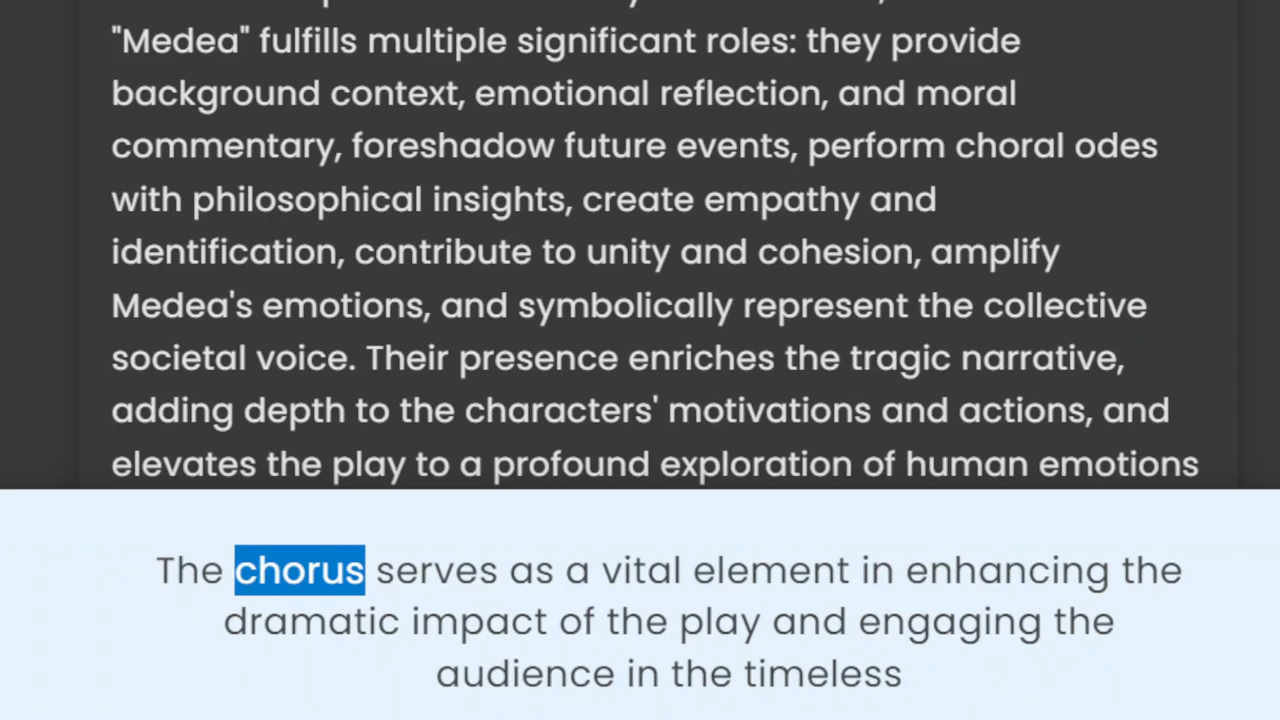 "Medea" fulfills multiple significant roles: they provide
background context, emotional reflection, and moral
commentary, foreshadow future events, perform choral odes
with philosophical insights, create empathy and
identification, contribute to unity and cohesion, amplify
Medea's emotions, and symbolically represent the collective
societal voice. Their presence enriches the tragic narrative,
adding depth to the characters' motivations and actions, and
elevates the play to a profound exploration of human emotions
The chorus serves as a vital element in enhancing the
dramatic impact of the play and engaging the
audience in the timeless